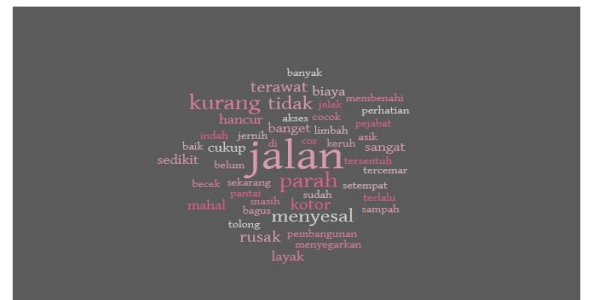 banyak
terawat biaya
kurang tidak jelek membenahi
perhatian
hancur akses cocok
banget limbah pejabat
indah jernih asik
baik cukup di cor keruh sangat
jalan
sedikit belum tersentuh
tercemar
becek sekarang parah setempat
pantai sudah
mahal masih kotor terlalu
bagus menyesal sampah
tolong
rusak pembangunan
menyegarkan
layak